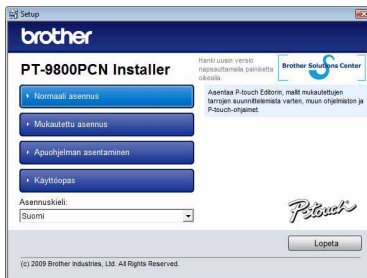 Setup
brother
PT-9800PCN Installer
Hanki uusin versio
napsauttamalla painiketta
oikealla.
Brother Solutions Center
Normaali asennus
Mukautettu asennus
Apuohjelman asentaminen
Käyttöopas
Asentaa P-touch Editorin, mallit mukautettujen
tarrojen suunnittelemista varten, muun ohjelmiston ja
P-touch-ohjaimet.
Asennuskieli:
Suomi
P-touch
Lopeta
(c) 2009 Brother Industries, Ltd. All Rights Reserved.